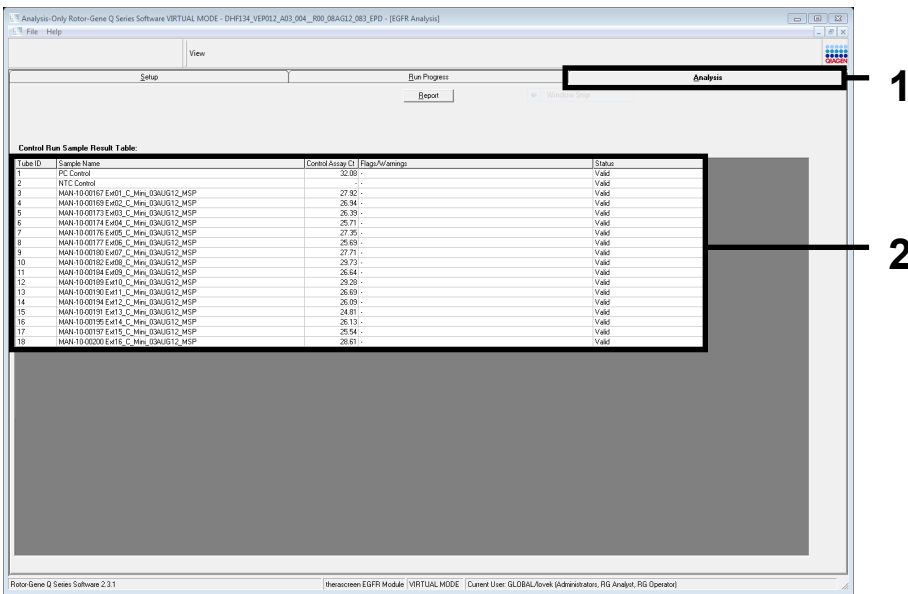 Analysis-Only Rotor-Gene Q Series Software VIRTUAL MODE - DHF134_VEP012_A03_004__R00_08AG12_083_EPD - [EGFR Analysis]
File Help
View
QIAGEN
Setup Run Progress Analysis
1
Report
Control Run Sample Result Table:
Tube ID Sample Name Control Assay Ct Flags/Warnings Status
1 PC Control 32.08 - Valid
2 NTC Control - - Valid
3 MAN-10-00167 Ext01_C_Mini_03AUG12_MSP 27.92 - Valid
4 MAN-10-00169 Ext02_C_Mini_03AUG12_MSP 26.94 - Valid
5 MAN-10-00173 Ext03_C_Mini_03AUG12_MSP 26.39 - Valid
6 MAN-10-00174 Ext04_C_Mini_03AUG12_MSP 25.71 - Valid
7 MAN-10-00176 Ext05_C_Mini_03AUG12_MSP 27.35 - Valid
8 MAN-10-00177 Ext06_C_Mini_03AUG12_MSP 25.69 - Valid
9 MAN-10-00180 Ext07_C_Mini_03AUG12_MSP 27.71 - Valid
10 MAN-10-00182 Ext08_C_Mini_03AUG12_MSP 29.73 - Valid
2
11 MAN-10-00184 Ext09_C_Mini_03AUG12_MSP 26.64 - Valid
12 MAN-10-00189 Ext10_C_Mini_03AUG12_MSP 29.28 - Valid
13 MAN-10-00190 Ext11_C_Mini_03AUG12_MSP 26.69 - Valid
14 MAN-10-00194 Ext12_C_Mini_03AUG12_MSP 26.09 - Valid
15 MAN-10-00191 Ext13_C_Mini_03AUG12_MSP 24.81 - Valid
16 MAN-10-00195 Ext14_C_Mini_03AUG12_MSP 26.13 - Valid
17 MAN-10-00197 Ext15_C_Mini_03AUG12_MSP 25.54 - Valid
18 MAN-10-00200 Ext16_C_Mini_03AUG12_MSP 28.61 - Valid
Rotor-Gene Q Series Software 2.3.1 therascreen EGFR Module VIRTUAL MODE Current User: GLOBAL/lovek (Administrators, RG Analyst, RG Operator)